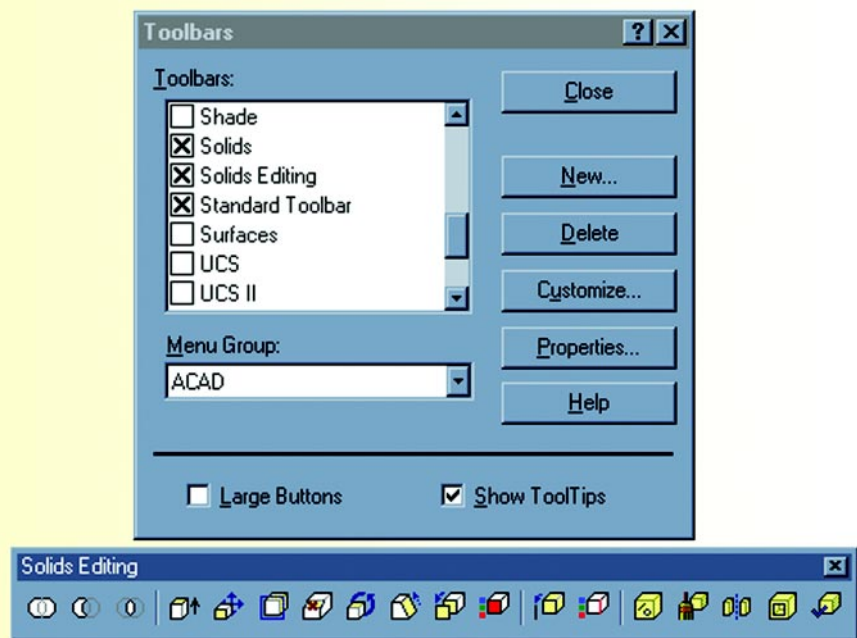 Toolbars
Toolbars:
Shade
Solids
Solids Editing
Standard Toolbar
Surfaces
UCS
UCS II
Close
New...
Delete
Customize...
Properties...
Help
Menu Group:
ACAD
Large Buttons
Show ToolTips
Solids Editing